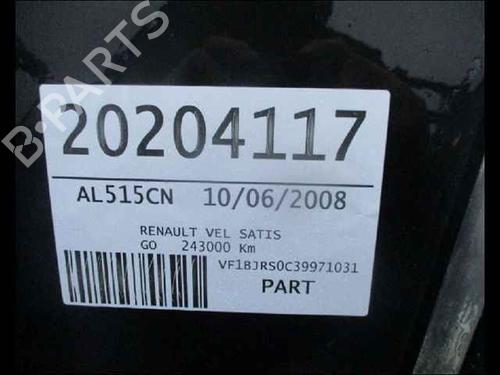 B-PARTS
20204117
AL515CN 10/06/2008
RENAULT VEL SATIS
GO 243000 Km
VF1BJRS0C39971031
PART